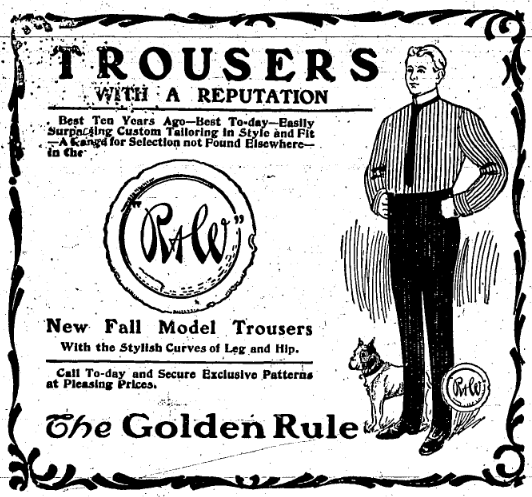 TROUSERS
WITH A REPUTATION
Best Ten Years Ago—Best To-day—Easily
Surpassing Custom Tailoring in Style and Fit
—A Range for Selection not Found Elsewhere—
in the
"R & W"
New Fall Model Trousers
With the Stylish Curves of Leg and Hip.
Call To-day and Secure Exclusive Patterns
at Pleasing Prices.
The Golden Rule
R & W